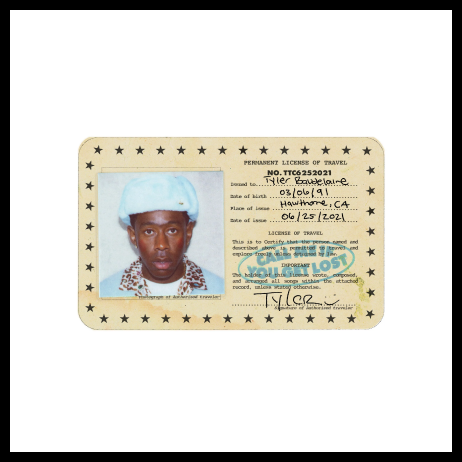 PERMANENT LICENSE OF TRAVEL
NO. TTC6252021
Issued to Tyler Baudelaire
Date of birth 03/06/91
Place of issue Hawthorne, CA
Date of issue 06/25/2021
LICENSE OF TRAVEL
This is to Certify that the person named and
described above is permitted to travel and
explore freely unless stated by law.
CALL ME IF
YOU GET LOST
IMPORTANT
The holder of this license wrote, composed,
and arranged all songs within the attached
record, unless stated otherwise.
TYLER
Photograph of Authorized traveler
Signature of Authorized traveler